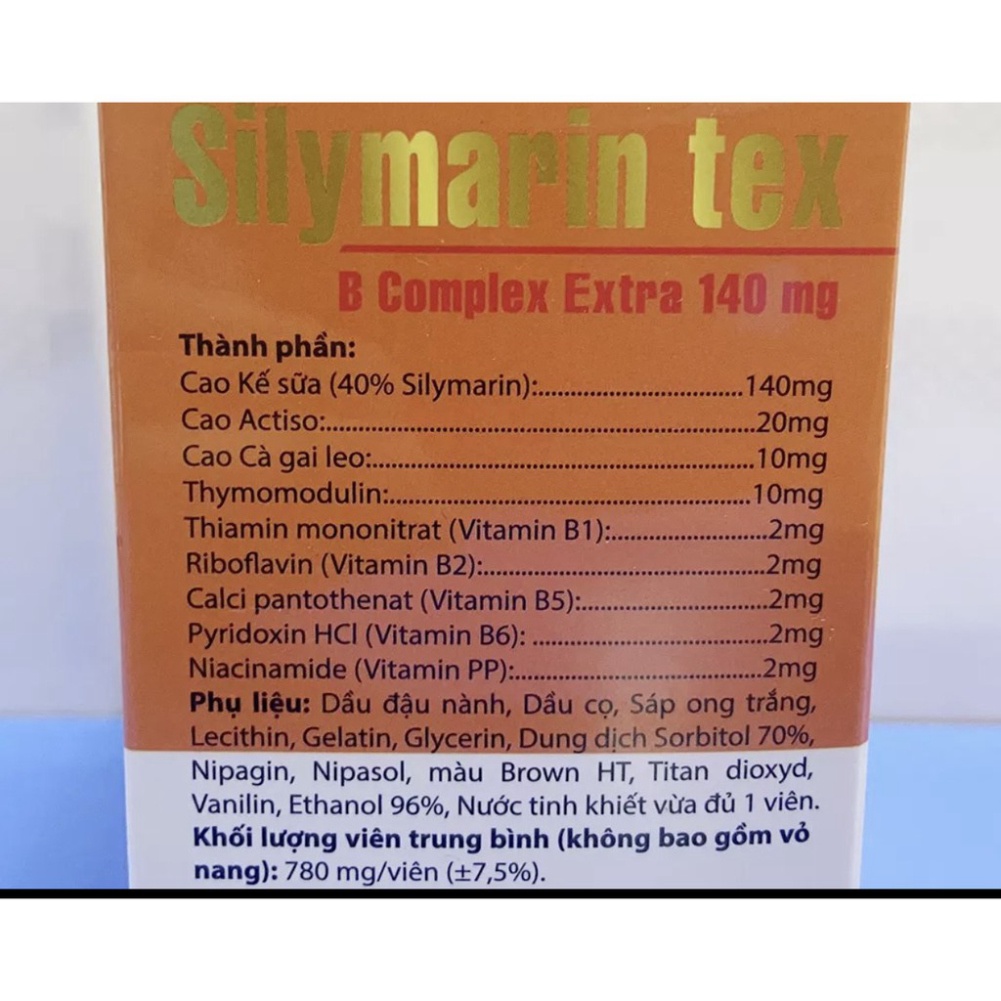 Silymarin tex
B Complex Extra 140 mg
Thành phần:
Cao Kế sữa (40% Silymarin):..............................140mg
Cao Actiso:...............................................................20mg
Cao Cà gai leo:........................................................10mg
Thymomodulin:.....................................................10mg
Thiamin mononitrat (Vitamin B1):.......................2mg
Riboflavin (Vitamin B2):.........................................2mg
Calci pantothenat (Vitamin B5):...........................2mg
Pyridoxin HCl (Vitamin B6): ..................................2mg
Niacinamide (Vitamin PP):....................................2mg
Phụ liệu: Dầu đậu nành, Dầu cọ, Sáp ong trắng,
Lecithin, Gelatin, Glycerin, Dung dịch Sorbitol 70%,
Nipagin, Nipasol, màu Brown HT, Titan dioxyd,
Vanilin, Ethanol 96%, Nước tinh khiết vừa đủ 1 viên.
Khối lượng viên trung bình (không bao gồm vỏ
nang): 780 mg/viên (±7,5%).